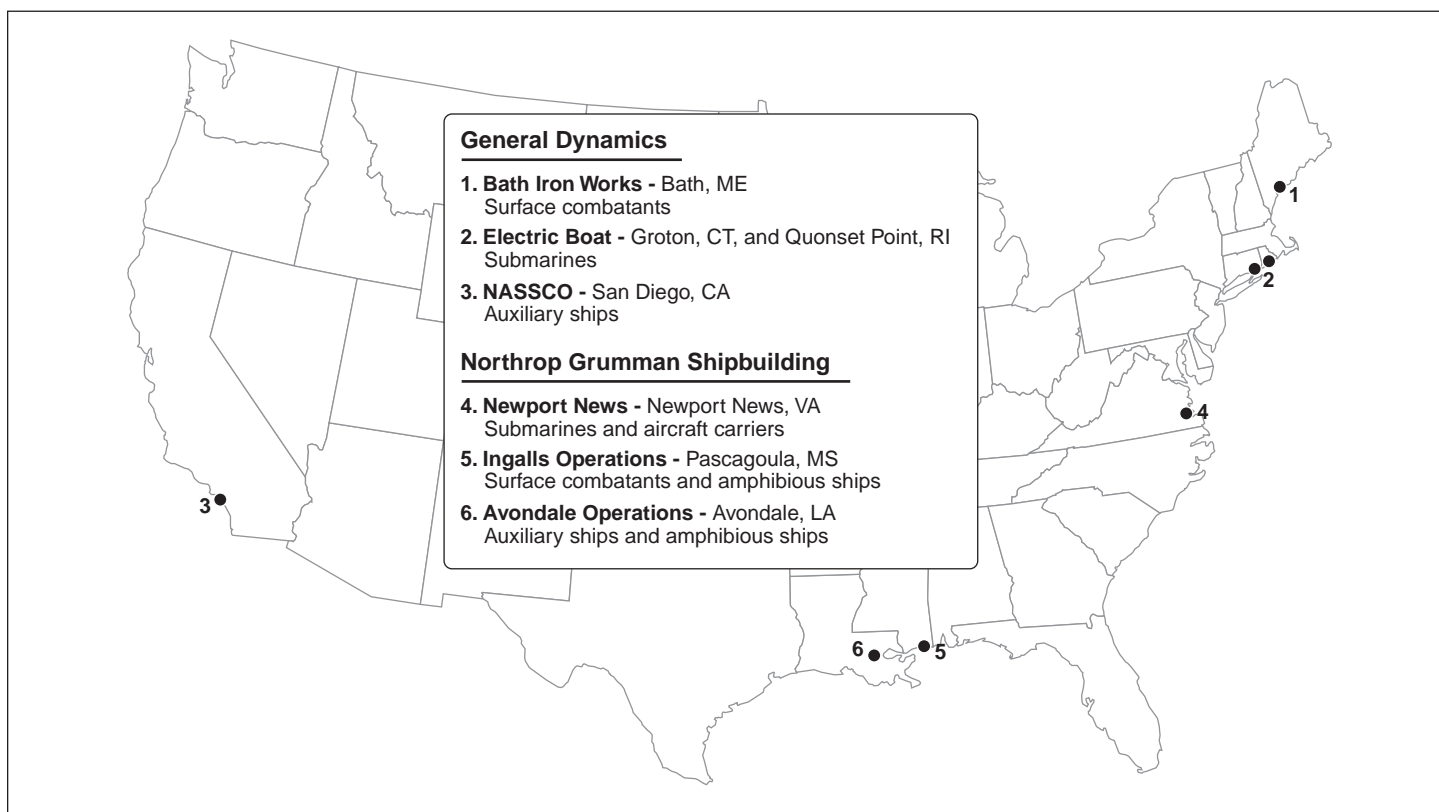 General Dynamics
1. Bath Iron Works - Bath, ME
Surface combatants
2. Electric Boat - Groton, CT, and Quonset Point, RI
Submarines
3. NASSCO - San Diego, CA
Auxiliary ships
Northrop Grumman Shipbuilding
4. Newport News - Newport News, VA
Submarines and aircraft carriers
5. Ingalls Operations - Pascagoula, MS
Surface combatants and amphibious ships
6. Avondale Operations - Avondale, LA
Auxiliary ships and amphibious ships
1
2
4
3
6
5